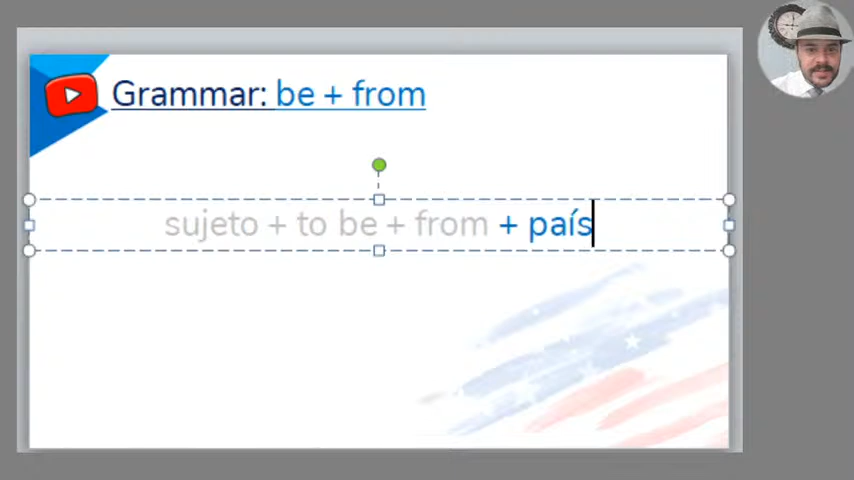 Grammar: be + from
sujeto + to be + from + país